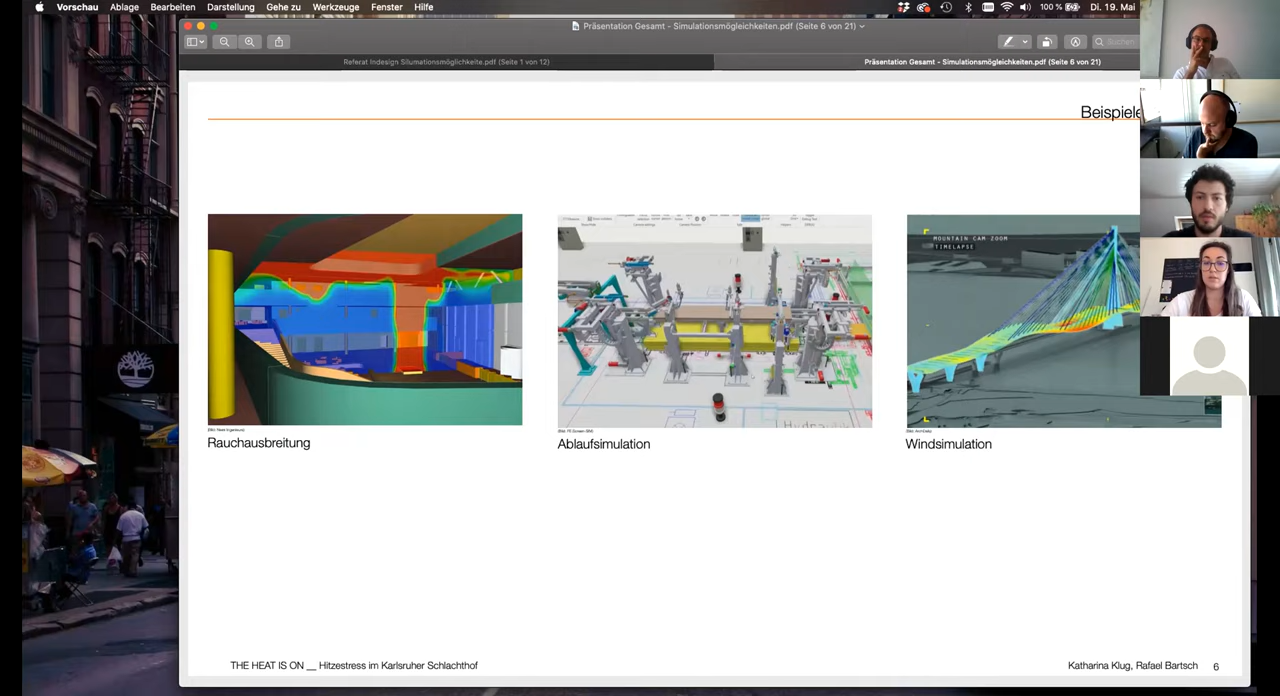 Vorschau Ablage Bearbeiten Darstellung Gehe zu Werkzeuge Fenster Hilfe
100 % Di. 19. Mai
Präsentation Gesamt - Simulationsmögleichkeiten.pdf (Seite 6 von 21)
Suchen
Referat Indesign Silumationsmöglichkeite.pdf (Seite 1 von 12)
Präsentation Gesamt - Simulationsmögleichkeiten.pdf (Seite 6 von 21)
Beispiele
MOUNTAIN CAM-ZOOM
TIMELAPSE
Rauchausbreitung
Ablaufsimulation
Windsimulation
THE HEAT IS ON __ Hitzestress im Karlsruher Schlachthof
Katharina Klug, Rafael Bartsch 6